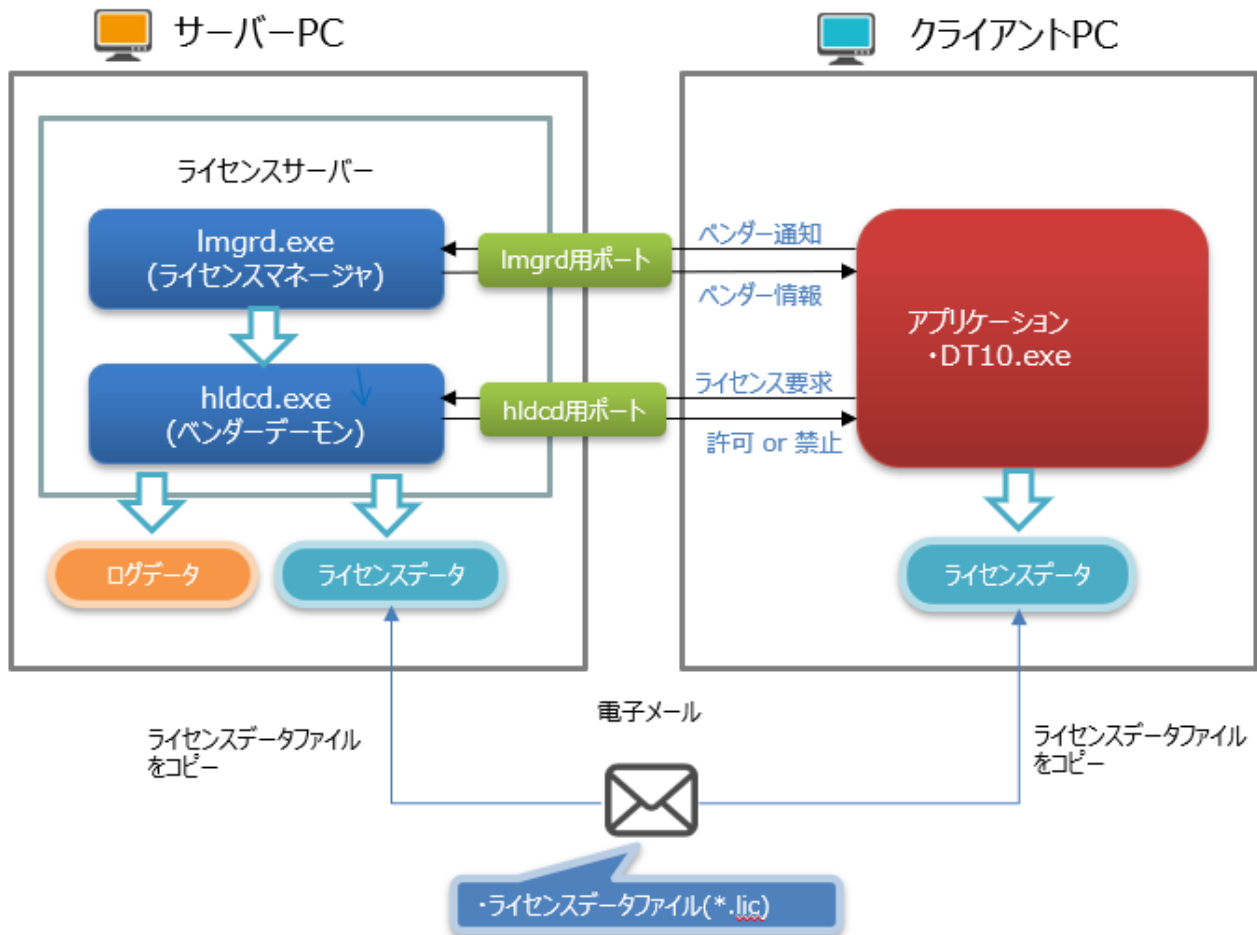 サーバーPC
クライアントPC
ライセンスサーバー
lmgrd.exe
(ライセンスマネージャ)
lmgrd用ポート
ベンダー通知
ベンダー情報
アプリケーション
・DT10.exe
hldcd.exe
(ベンダーデーモン)
hldcd用ポート
ライセンス要求
許可 or 禁止
ログデータ
ライセンスデータ
ライセンスデータ
電子メール
ライセンスデータファイル
をコピー
ライセンスデータファイル
をコピー
・ライセンスデータファイル(*.lic)